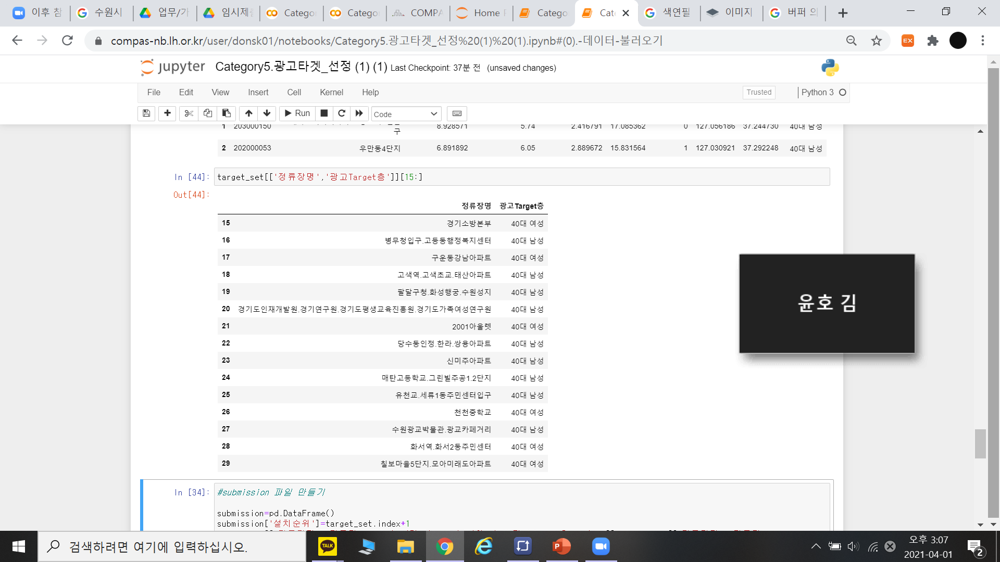 이후 참
수원시
업무/가
임시제출
Catego
Catego
COMPA
Home P
Catego
Cate
색연필
이미지
버퍼 의
compas-nb.lh.or.kr/user/donsk01/notebooks/Category5.광고타겟_선정%20(1)%20(1).ipynb#(0).-데이터-불러오기
EX
jupyter Category5.광고타겟_선정 (1) (1) Last Checkpoint: 37분 전 (unsaved changes)
File Edit View Insert Cell Kernel Help Trusted Python 3
Run Code
1 203000150 구 8.928571 5.74 2.416791 17.085362 0 127.056186 37.244730 40대 남성
2 202000053 우만동4단지 6.891892 6.05 2.889672 15.831564 1 127.030921 37.292248 40대 남성
In [44]: target_set[['정류장명','광고Target층']][15:]
Out[44]:
정류장명 광고Target층
15 경기소방본부 40대 여성
16 병무청입구.고등동행정복지센터 40대 남성
17 구운동강남아파트 40대 여성
18 고색역.고색초교.태산아파트 40대 남성
19 팔달구청.화성행궁.수원성지 40대 남성
20 경기도인재개발원.경기연구원.경기도평생교육진흥원.경기도가족여성연구원 40대 남성
21 2001아울렛 40대 여성
22 당수동인정.한라.쌍용아파트 40대 남성
23 신미주아파트 40대 남성
24 매탄고등학교.그린빌주공1.2단지 40대 남성
25 유천교.세류1동주민센터입구 40대 남성
26 천천중학교 40대 여성
27 수원광교박물관.광교카페거리 40대 남성
28 화서역.화서2동주민센터 40대 여성
29 칠보마을5단지.모아미래도아파트 40대 여성
윤호 김
In [34]: #submission 파일 만들기
submission=pd.DataFrame()
submission['설치순위']=target_set.index+1
검색하려면 여기에 입력하십시오.
TALK
오후 3:07
2021-04-01
2